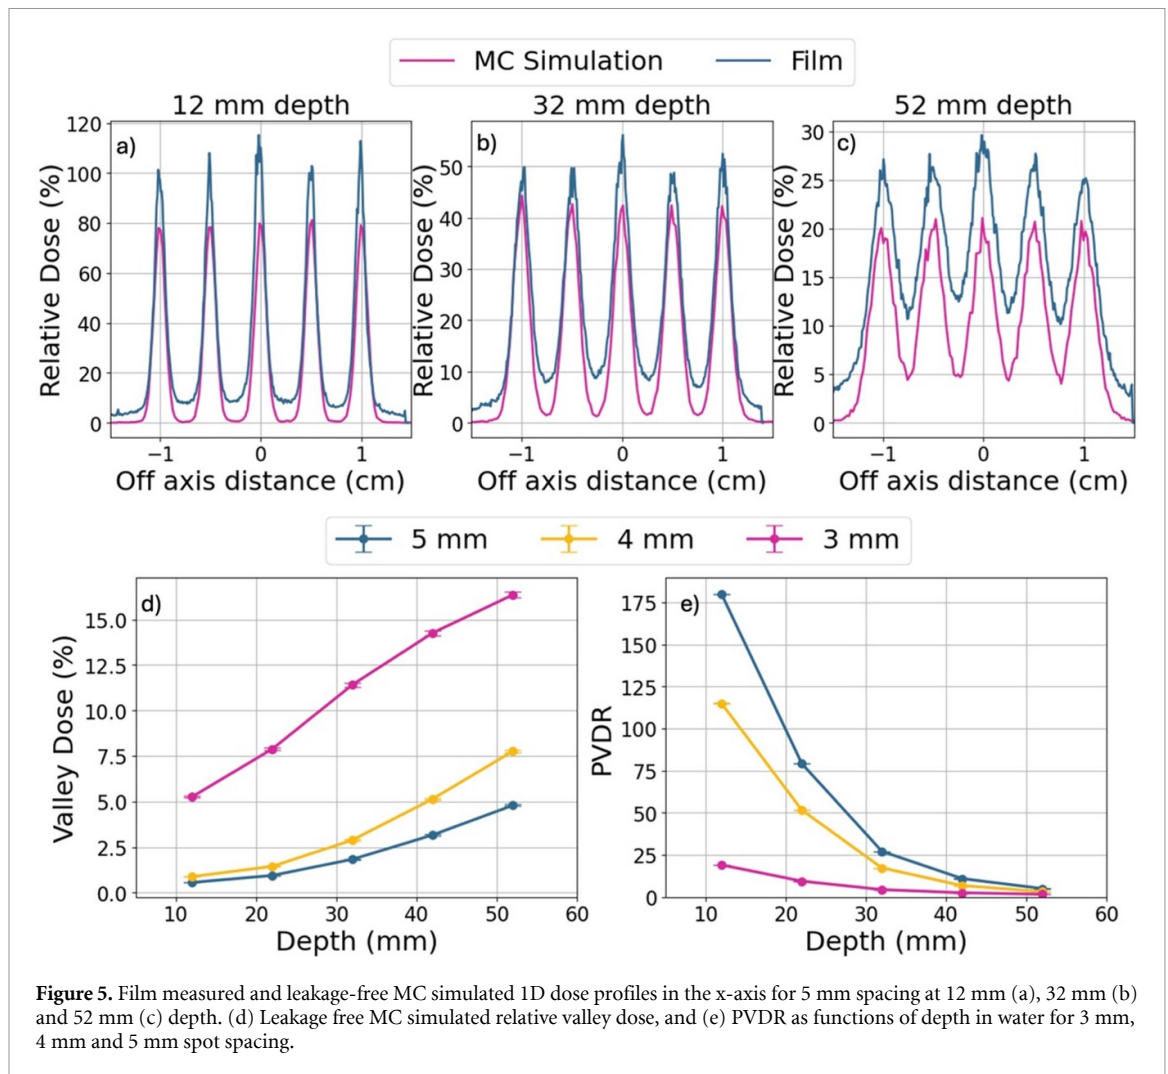 MC Simulation Film
12 mm depth 32 mm depth 52 mm depth
a) b) c)
Relative Dose (%) Relative Dose (%) Relative Dose (%)
120 50 30
100 40 25
80 30 20
60 20 15
40 10 10
20 0 5
0 0
−1 0 1 −1 0 1 −1 0 1
Off axis distance (cm) Off axis distance (cm) Off axis distance (cm)
5 mm 4 mm 3 mm
d) e)
Valley Dose (%) PVDR
15.0 175
12.5 150
10.0 125
7.5 100
5.0 75
2.5 50
0.0 25
0
10 20 30 40 50 60 10 20 30 40 50 60
Depth (mm) Depth (mm)
Figure 5. Film measured and leakage-free MC simulated 1D dose profiles in the x-axis for 5 mm spacing at 12 mm (a), 32 mm (b)
and 52 mm (c) depth. (d) Leakage free MC simulated relative valley dose, and (e) PVDR as functions of depth in water for 3 mm,
4 mm and 5 mm spot spacing.